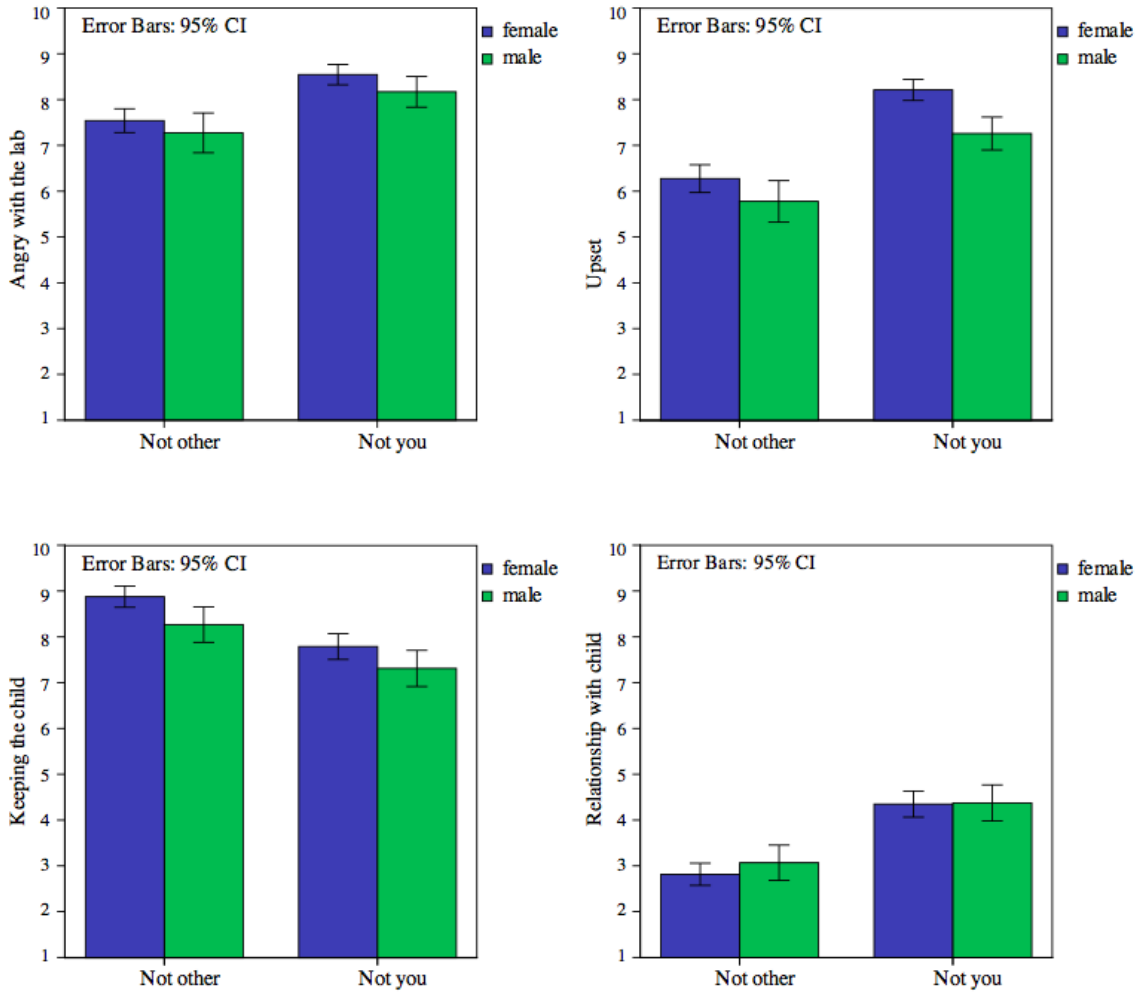 Error Bars: 95% CI
female
male
Angry with the lab
10
9
8
7
6
5
4
3
2
1
Not other
Not you
Error Bars: 95% CI
female
male
Upset
10
9
8
7
6
5
4
3
2
1
Not other
Not you
Error Bars: 95% CI
female
male
Keeping the child
10
9
8
7
6
5
4
3
2
1
Not other
Not you
Error Bars: 95% CI
female
male
Relationship with child
10
9
8
7
6
5
4
3
2
1
Not other
Not you